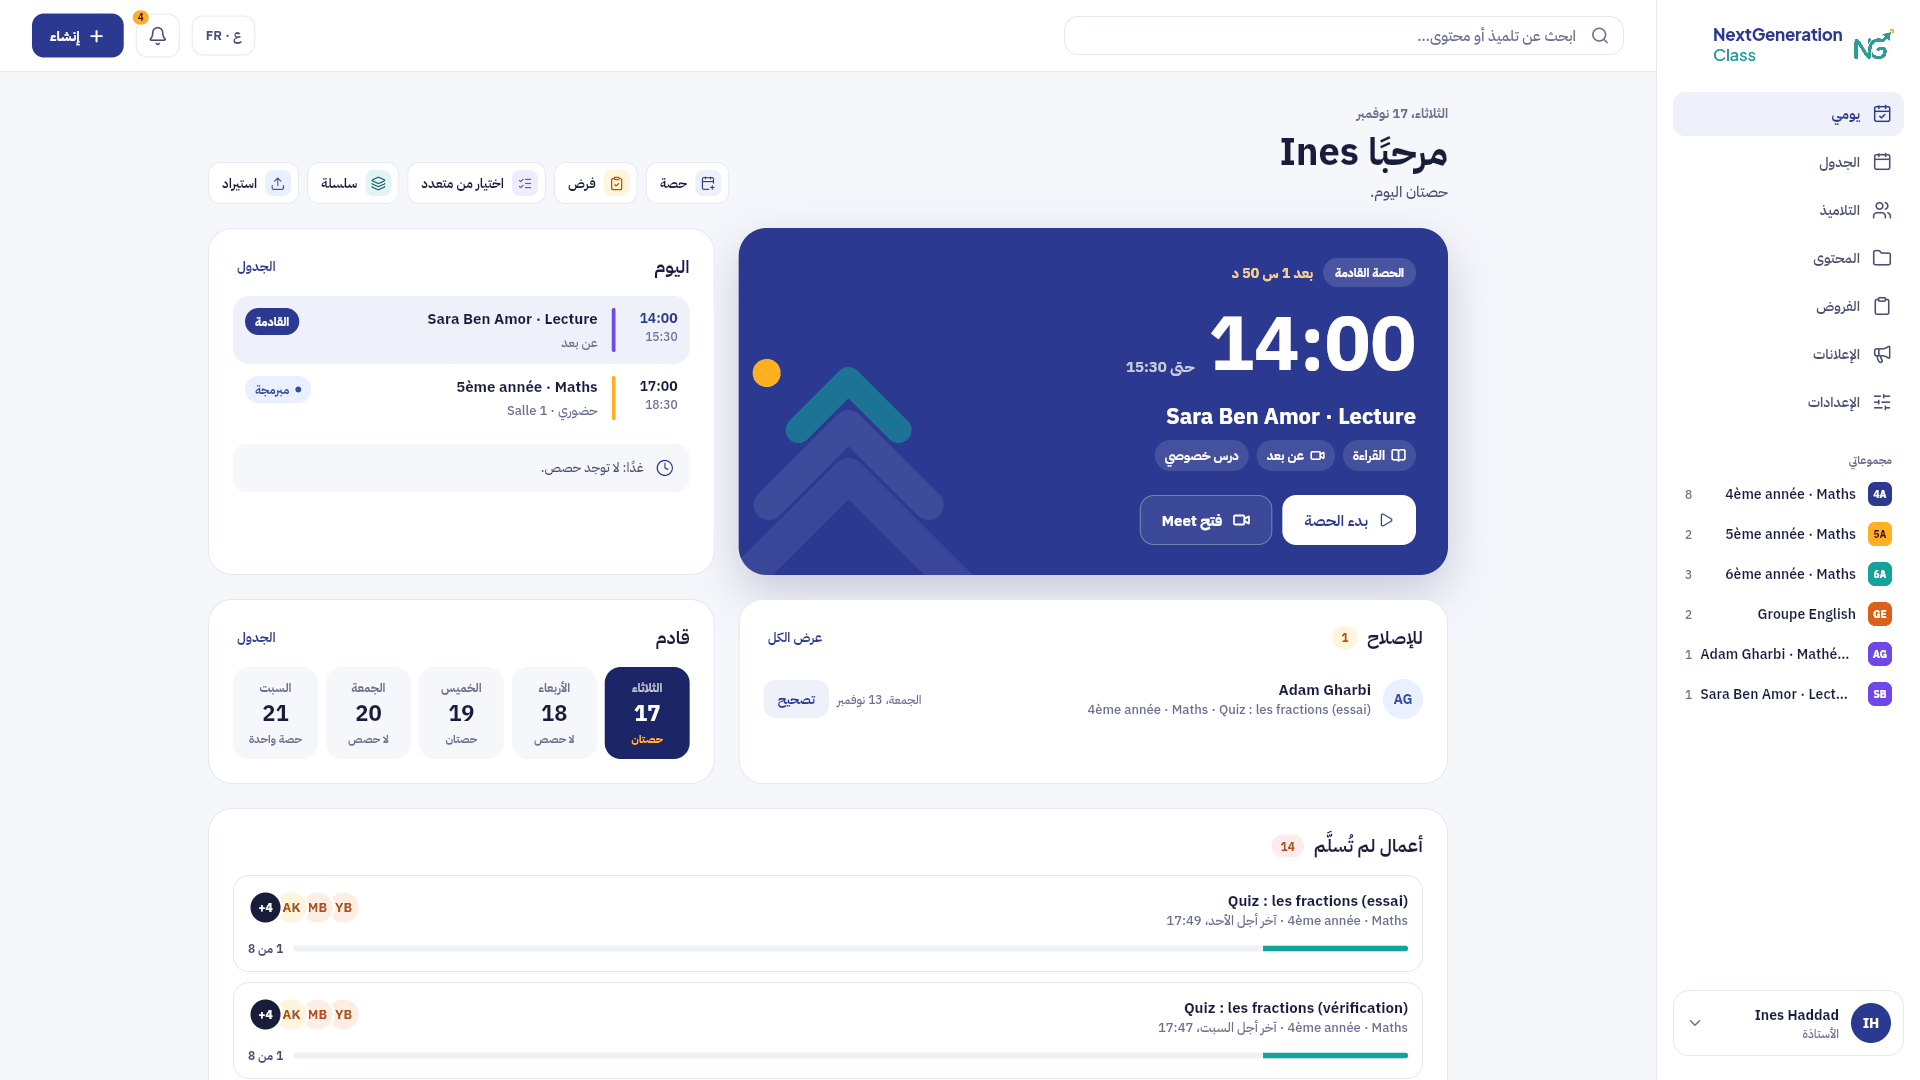 NextGeneration
Class
يومي
الجدول
التلاميذ
المحتوى
الفروض
الإعلانات
الإعدادات
مجموعاتي
4A 4ème année · Maths 8
5A 5ème année · Maths 2
6A 6ème année · Maths 3
GE Groupe English 2
AG Adam Gharbi · Mathé... 1
SB Sara Ben Amor · Lect... 1
IH Ines Haddad
الأستاذة
ابحث عن تلميذ أو محتوى...
ع · FR
4
إنشاء
الثلاثاء، 17 نوفمبر
مرحبًا Ines
حصتان اليوم.
حصة
فرض
اختيار من متعدد
سلسلة
استيراد
الحصة القادمة بعد 1 س 50 د
14:00 حتى 15:30
Sara Ben Amor · Lecture
القراءة عن بعد درس خصوصي
بدء الحصة فتح Meet
اليوم الجدول
14:00 Sara Ben Amor · Lecture القادمة
15:30 عن بعد
17:00 5ème année · Maths مبرمجة
18:30 حضوري · Salle 1
غدًا: لا توجد حصص.
للإصلاح 1 عرض الكل
AG Adam Gharbi
4ème année · Maths · Quiz : les fractions (essai)
الجمعة، 13 نوفمبر تصحيح
قادم الجدول
الثلاثاء 17 حصتان
الأربعاء 18 لا حصص
الخميس 19 حصتان
الجمعة 20 لا حصص
السبت 21 حصة واحدة
أعمال لم تُسلَّم 14
Quiz : les fractions (essai)
4ème année · Maths · آخر أجل الأحد، 17:49
YB MB AK +4
1 من 8
Quiz : les fractions (vérification)
4ème année · Maths · آخر أجل السبت، 17:47
YB MB AK +4
1 من 8